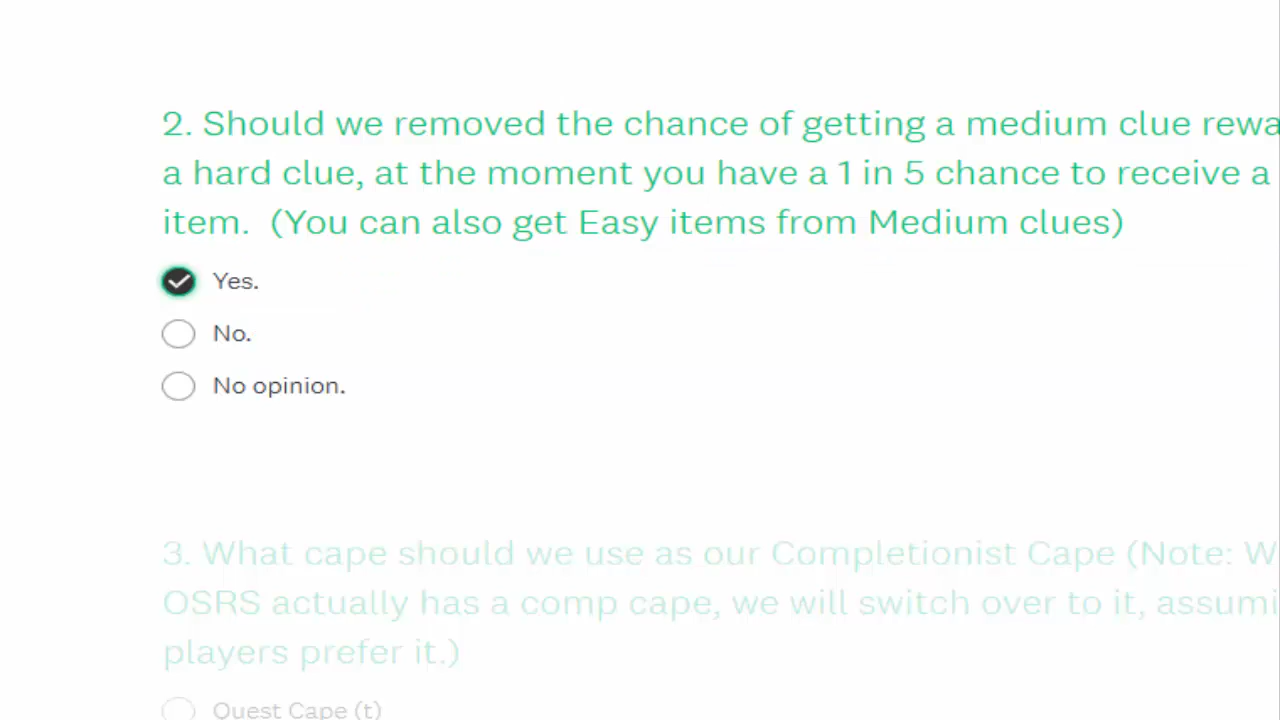 2. Should we removed the chance of getting a medium clue rewa
a hard clue, at the moment you have a 1 in 5 chance to receive a
item. (You can also get Easy items from Medium clues)
Yes.
No.
No opinion.
3. What cape should we use as our Completionist Cape (Note: W
OSRS actually has a comp cape, we will switch over to it, assumi
players prefer it.)
Quest Cape (t)